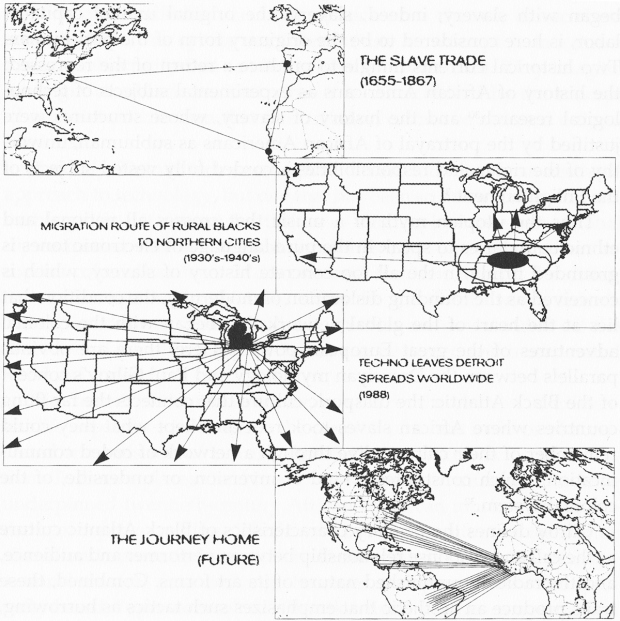 THE SLAVE TRADE
(1655-1867)
MIGRATION ROUTE OF RURAL BLACKS
TO NORTHERN CITIES
(1930's-1940's)
TECHNO LEAVES DETROIT
SPREADS WORLDWIDE
(1988)
THE JOURNEY HOME
(FUTURE)